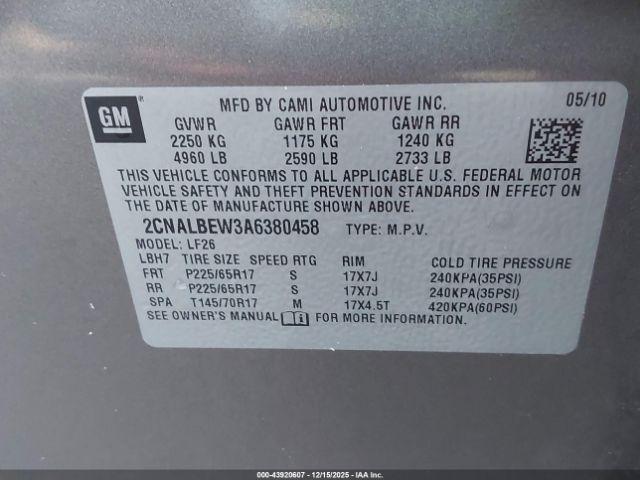 GM
MFD BY CAMI AUTOMOTIVE INC. 05/10
GVWR GAWR FRT GAWR RR
2250 KG 1175 KG 1240 KG
4960 LB 2590 LB 2733 LB
THIS VEHICLE CONFORMS TO ALL APPLICABLE U.S. FEDERAL MOTOR
VEHICLE SAFETY AND THEFT PREVENTION STANDARDS IN EFFECT ON
THE DATE OF MANUFACTURE SHOWN ABOVE.
2CNALBEW3A6380458 TYPE: M.P.V.
MODEL: LF26
LBH7 TIRE SIZE SPEED RTG RIM COLD TIRE PRESSURE
FRT P225/65R17 S 17X7J 240KPA(35PSI)
RR P225/65R17 S 17X7J 240KPA(35PSI)
SPA T145/70R17 M 17X4.5T 420KPA(60PSI)
SEE OWNER'S MANUAL i FOR MORE INFORMATION.
000-43920607 - 12/15/2025 - IAAI.com - Copyright IAA, LLC